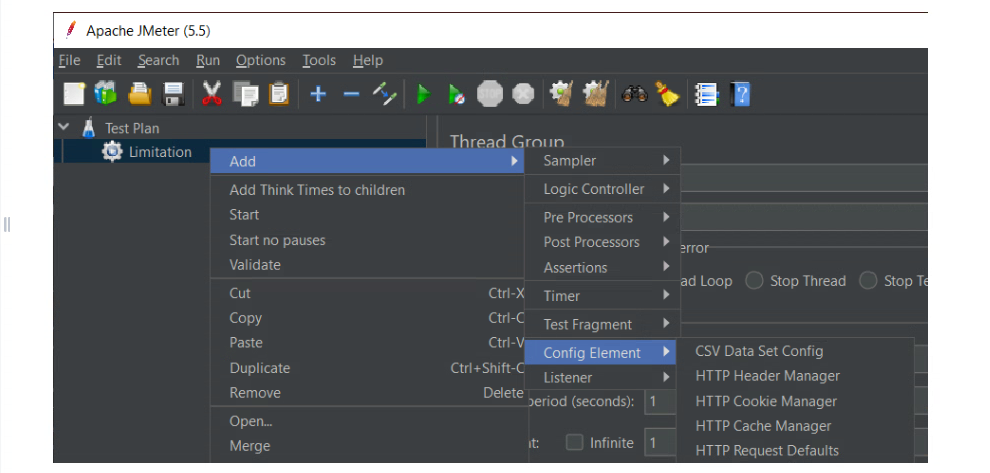 Apache JMeter (5.5)
File Edit Search Run Options Tools Help
Test Plan
Limitation
Thread Group
Add
Add Think Times to children
Start
Start no pauses
Validate
Cut Ctrl-X
Copy Ctrl-C
Paste Ctrl-V
Duplicate Ctrl+Shift-C
Remove Delete
Open...
Merge
Sampler
Logic Controller
Pre Processors
Post Processors
Assertions
Timer
Test Fragment
Config Element
Listener
error
ad Loop Stop Thread Stop Te
CSV Data Set Config
HTTP Header Manager
HTTP Cookie Manager
HTTP Cache Manager
HTTP Request Defaults
period (seconds): 1
nt: Infinite 1